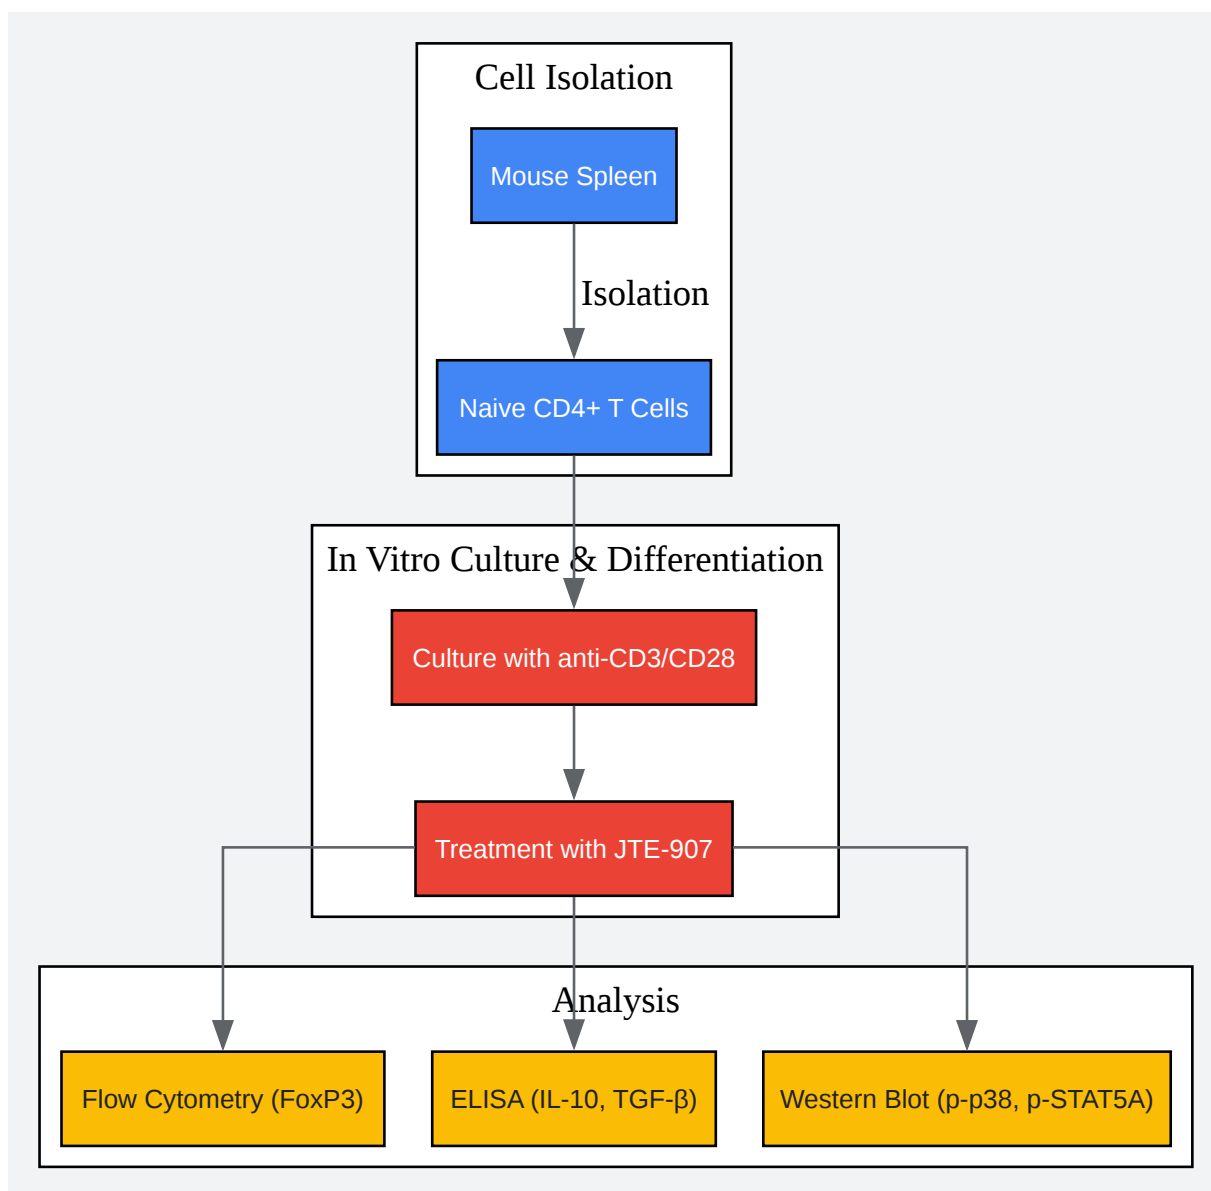 Cell Isolation
Mouse Spleen
Isolation
Naive CD4+ T Cells
In Vitro Culture & Differentiation
Culture with anti-CD3/CD28
Treatment with JTE-907
Analysis
Flow Cytometry (FoxP3)
ELISA (IL-10, TGF-β)
Western Blot (p-p38, p-STAT5A)